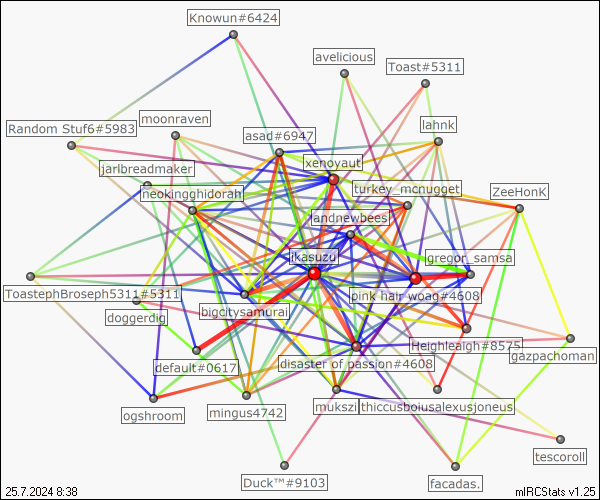 Knowun#6424
avelicious
Toast#5311
moonraven
Random Stuf6#5983
lahnk
asad#6947
xenoyaut
jarlbreadmaker
turkey_mcnugget
neokingghidorah
ZeeHonK
andnewbees
ikasuzu
gregor_samsa
ToastephBroseph5311#5311
pink hair woag#4608
bigcitysamurai
doggerdig
Heighleigh#8575
gazpachoman
default#0617
disaster of passion#4608
ogshroom
mingus4742
mukszi
thiccusboiusalexusjoneus
tescoroll
Duck™#9103
facadas.
25.7.2024 8:38
mIRCStats v1.25